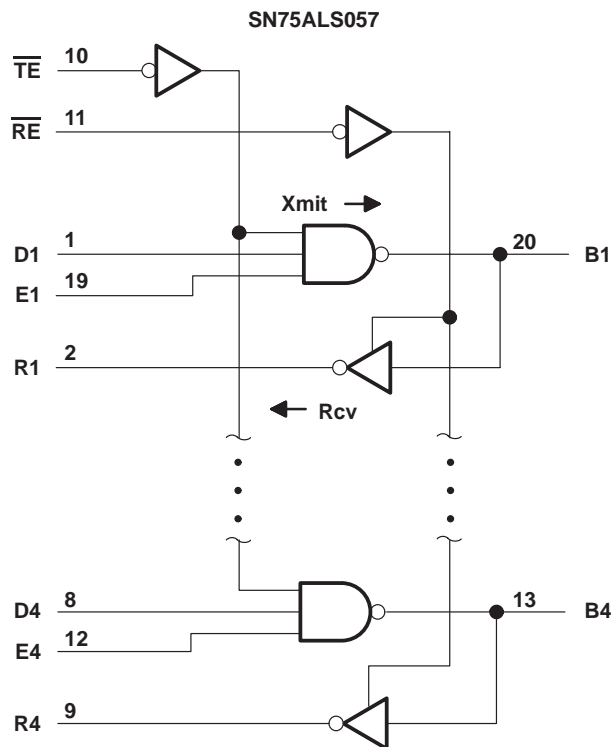 SN75ALS057
TE 10
RE 11
Xmit
D1 1
20 B1
E1 19
R1 2
Rcv
D4 8
13 B4
E4 12
R4 9